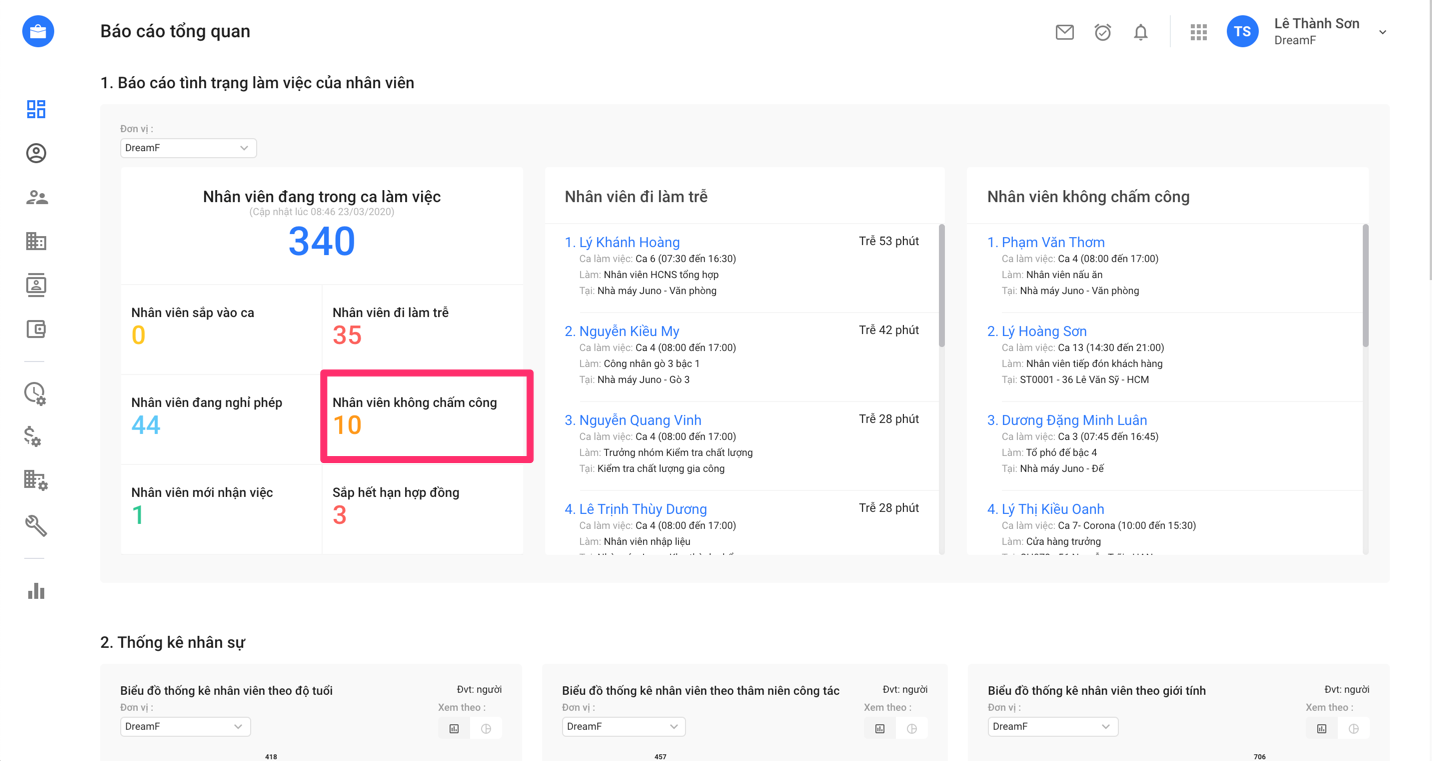 Báo cáo tổng quan
TS
Lê Thành Sơn
DreamF
1. Báo cáo tình trạng làm việc của nhân viên
Đơn vị :
DreamF
Nhân viên đang trong ca làm việc
(Cập nhật lúc 08:46 23/03/2020)
340
Nhân viên sắp vào ca
0
Nhân viên đi làm trễ
35
Nhân viên đang nghỉ phép
44
Nhân viên không chấm công
10
Nhân viên mới nhận việc
1
Sắp hết hạn hợp đồng
3
Nhân viên đi làm trễ
1. Lý Khánh Hoàng
Trễ 53 phút
Ca làm việc: Ca 6 (07:30 đến 16:30)
Làm: Nhân viên HCNS tổng hợp
Tại: Nhà máy Juno - Văn phòng
2. Nguyễn Kiều My
Trễ 42 phút
Ca làm việc: Ca 4 (08:00 đến 17:00)
Làm: Công nhân gò 3 bậc 1
Tại: Nhà máy Juno - Gò 3
3. Nguyễn Quang Vinh
Trễ 28 phút
Ca làm việc: Ca 4 (08:00 đến 17:00)
Làm: Trưởng nhóm Kiểm tra chất lượng
Tại: Kiểm tra chất lượng gia công
4. Lê Trịnh Thùy Dương
Trễ 28 phút
Ca làm việc: Ca 4 (08:00 đến 17:00)
Làm: Nhân viên nhập liệu
Nhân viên không chấm công
1. Phạm Văn Thơm
Ca làm việc: Ca 4 (08:00 đến 17:00)
Làm: Nhân viên nấu ăn
Tại: Nhà máy Juno - Văn phòng
2. Lý Hoàng Sơn
Ca làm việc: Ca 13 (14:30 đến 21:00)
Làm: Nhân viên tiếp đón khách hàng
Tại: ST0001 - 36 Lê Văn Sỹ - HCM
3. Dương Đặng Minh Luân
Ca làm việc: Ca 3 (07:45 đến 16:45)
Làm: Tổ phó đế bậc 4
Tại: Nhà máy Juno - Đế
4. Lý Thị Kiều Oanh
Ca làm việc: Ca 7- Corona (10:00 đến 15:30)
Làm: Cửa hàng trưởng
2. Thống kê nhân sự
Biểu đồ thống kê nhân viên theo độ tuổi
Đvt: người
Đơn vị :
Xem theo :
DreamF
418
Biểu đồ thống kê nhân viên theo thâm niên công tác
Đvt: người
Đơn vị :
Xem theo :
DreamF
457
Biểu đồ thống kê nhân viên theo giới tính
Đvt: người
Đơn vị :
Xem theo :
DreamF
706